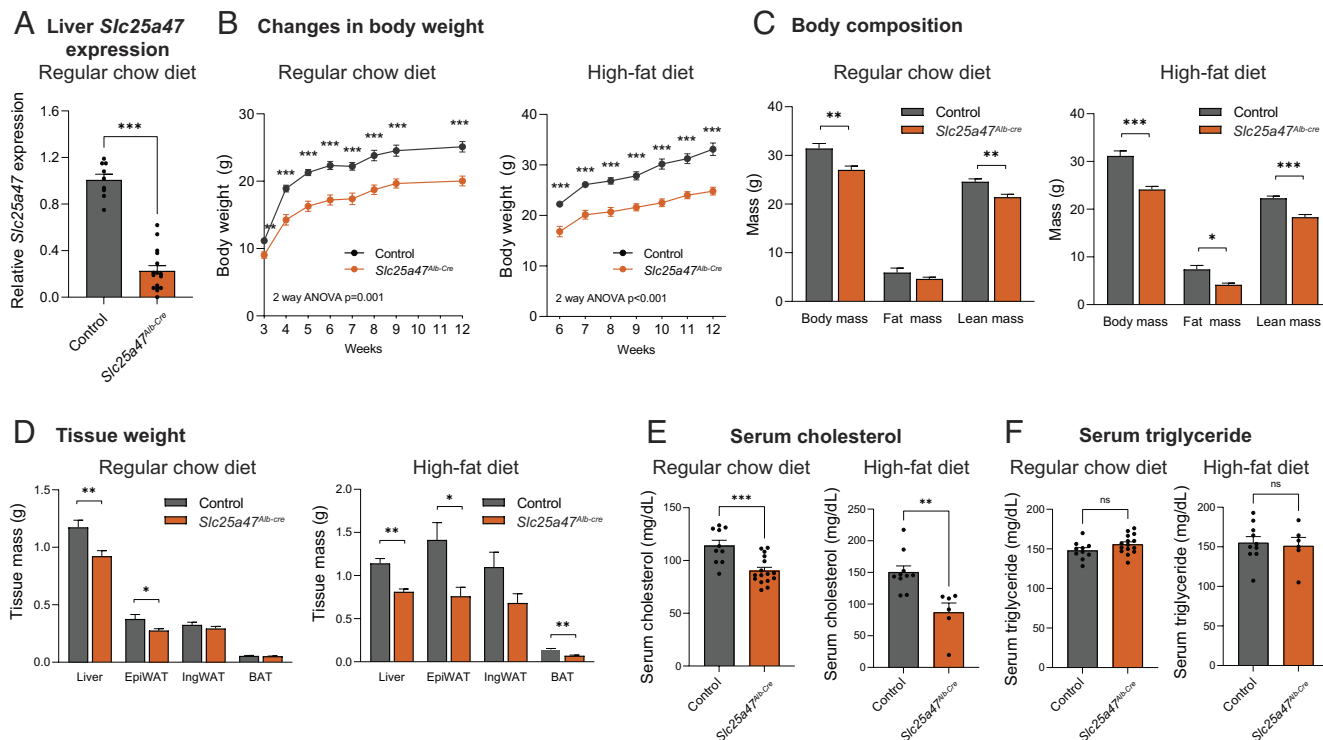 A Liver Slc25a47 expression
Regular chow diet
Relative Slc25a47 expression
1.6
1.2
0.8
0.4
0.0
***
Control
Slc25a47Alb-Cre
B Changes in body weight
Regular chow diet
Body weight (g)
30
20
10
0
** *** *** *** *** *** *** ***
Control
Slc25a47Alb-Cre
2 way ANOVA p=0.001
3 4 5 6 7 8 9 12
Weeks
High-fat diet
Body weight (g)
40
30
20
10
0
*** *** *** *** *** *** ***
Control
Slc25a47Alb-Cre
2 way ANOVA p<0.001
6 7 8 9 10 11 12
Weeks
C Body composition
Regular chow diet
Mass (g)
40
30
20
10
0
Control
Slc25a47Alb-cre
**
**
Body mass Fat mass Lean mass
High-fat diet
Mass (g)
40
30
20
10
0
Control
Slc25a47Alb-cre
***
*
***
Body mass Fat mass Lean mass
D Tissue weight
Regular chow diet
Tissue mass (g)
1.5
1.0
0.5
0.0
Control
Slc25a47Alb-cre
**
*
Liver EpiWAT IngWAT BAT
High-fat diet
Tissue mass (g)
2.0
1.5
1.0
0.5
0.0
Control
Slc25a47Alb-cre
**
*
**
Liver EpiWAT IngWAT BAT
E Serum cholesterol
Regular chow diet
Serum cholesterol (mg/dL)
150
100
50
0
***
Control
Slc25a47Alb-Cre
High-fat diet
Serum cholesterol (mg/dL)
250
200
150
100
50
0
**
Control
Slc25a47Alb-Cre
F Serum triglyceride
Regular chow diet
Serum triglyceride (mg/dL)
200
150
100
50
0
ns
Control
Slc25a47Alb-Cre
High-fat diet
Serum triglyceride (mg/dL)
200
150
100
50
0
ns
Control
Slc25a47Alb-Cre